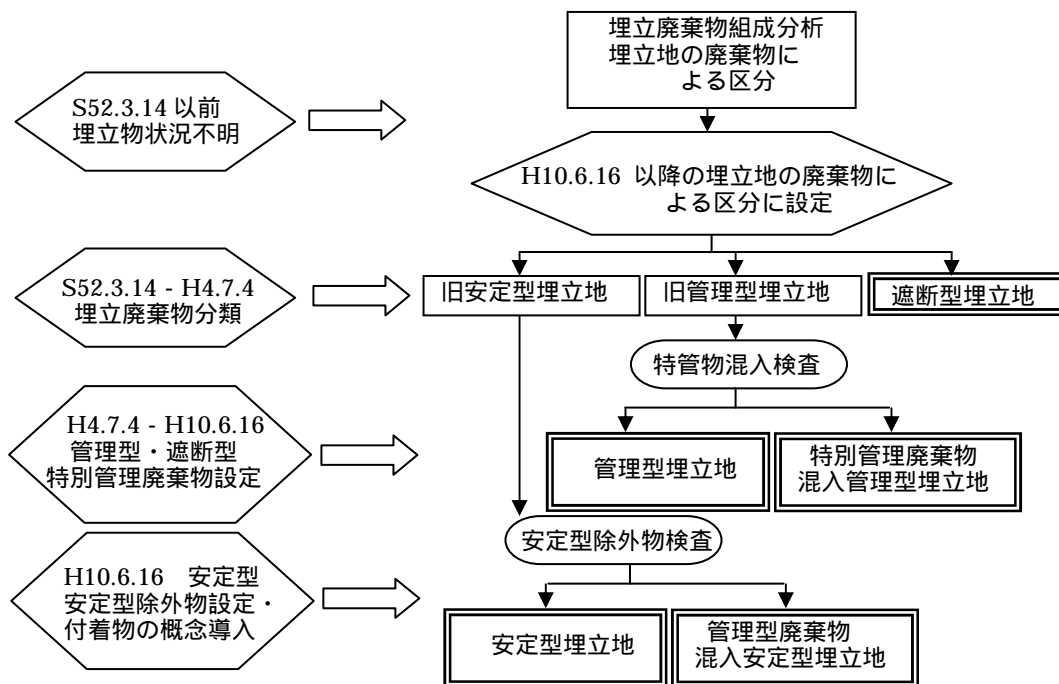 埋立廃棄物組成分析
埋立地の廃棄物に
よる区分
S52.3.14 以前
埋立物状況不明
H10.6.16 以降の埋立地の廃棄物に
よる区分に設定
S52.3.14 - H4.7.4
埋立廃棄物分類
旧安定型埋立地
旧管理型埋立地
遮断型埋立地
特管物混入検査
H4.7.4 - H10.6.16
管理型・遮断型
特別管理廃棄物設定
管理型埋立地
特別管理廃棄物
混入管理型埋立地
安定型除外物検査
H10.6.16 安定型
安定型除外物設定・
付着物の概念導入
安定型埋立地
管理型廃棄物
混入安定型埋立地